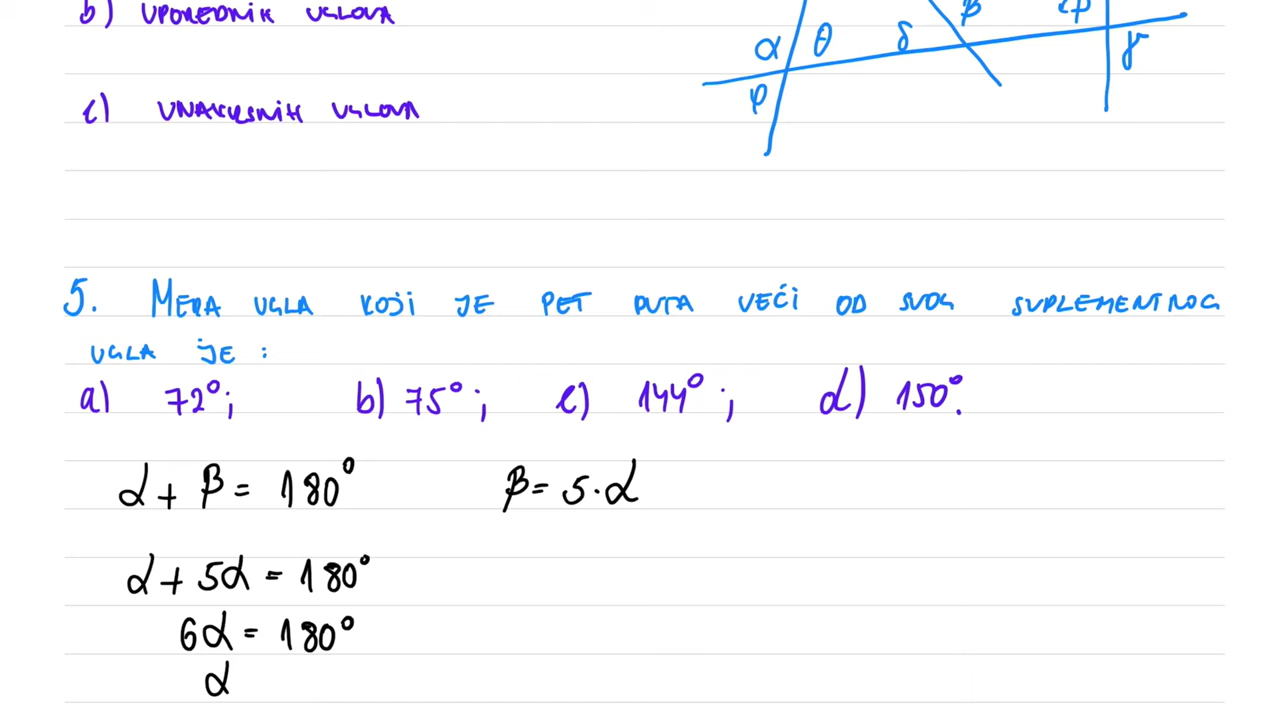 b) UPOREDNIH UGLOVA
c) UNAKRSNIH UGLOVA
β φ
α θ δ γ
φ
5. MERA UGLA KOJI JE PET PUTA VEĆI OD SVOG SUPLEMENTNOG
UGLA JE:
a) 72°; b) 75°; c) 144°; d) 150°.
α + β = 180° β = 5·α
α + 5α = 180°
6α = 180°
α